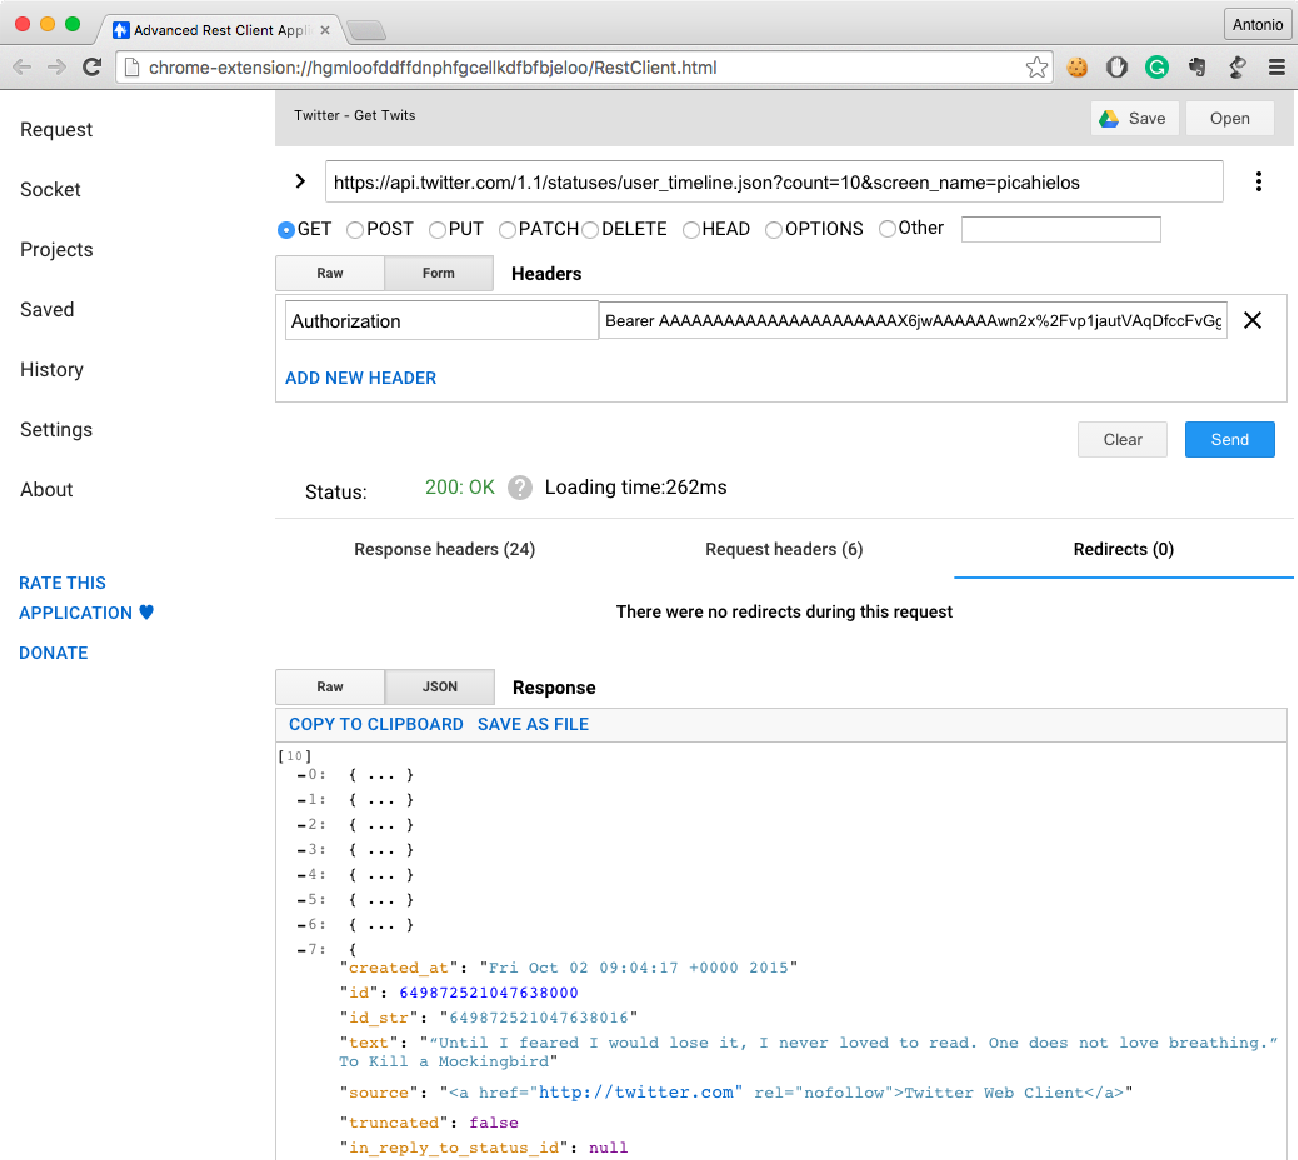 Advanced Rest Client Appli
Antonio
chrome-extension://hgmloofddffdnphfgcellkdfbfbjeloo/RestClient.html
Request
Socket
Projects
Saved
History
Settings
About
RATE THIS
APPLICATION
DONATE
Twitter - Get Twits
Save
Open
https://api.twitter.com/1.1/statuses/user_timeline.json?count=10&screen_name=picahielos
GET POST PUT PATCH DELETE HEAD OPTIONS Other
Raw Form Headers
Authorization Bearer AAAAAAAAAAAAAAAAAAAAAAX6jwAAAAAAwn2x%2Fvp1jautVAqDfccFvGg
ADD NEW HEADER
Clear Send
Status: 200: OK ? Loading time:262ms
Response headers (24) Request headers (6) Redirects (0)
There were no redirects during this request
Raw JSON Response
COPY TO CLIPBOARD SAVE AS FILE
[10]
-0: { ... }
-1: { ... }
-2: { ... }
-3: { ... }
-4: { ... }
-5: { ... }
-6: { ... }
-7: {
"created_at": "Fri Oct 02 09:04:17 +0000 2015"
"id": 649872521047638000
"id_str": "649872521047638016"
"text": "“Until I feared I would lose it, I never loved to read. One does not love breathing.”
To Kill a Mockingbird"
"source": "<a href="http://twitter.com" rel="nofollow">Twitter Web Client</a>"
"truncated": false
"in_reply_to_status_id": null